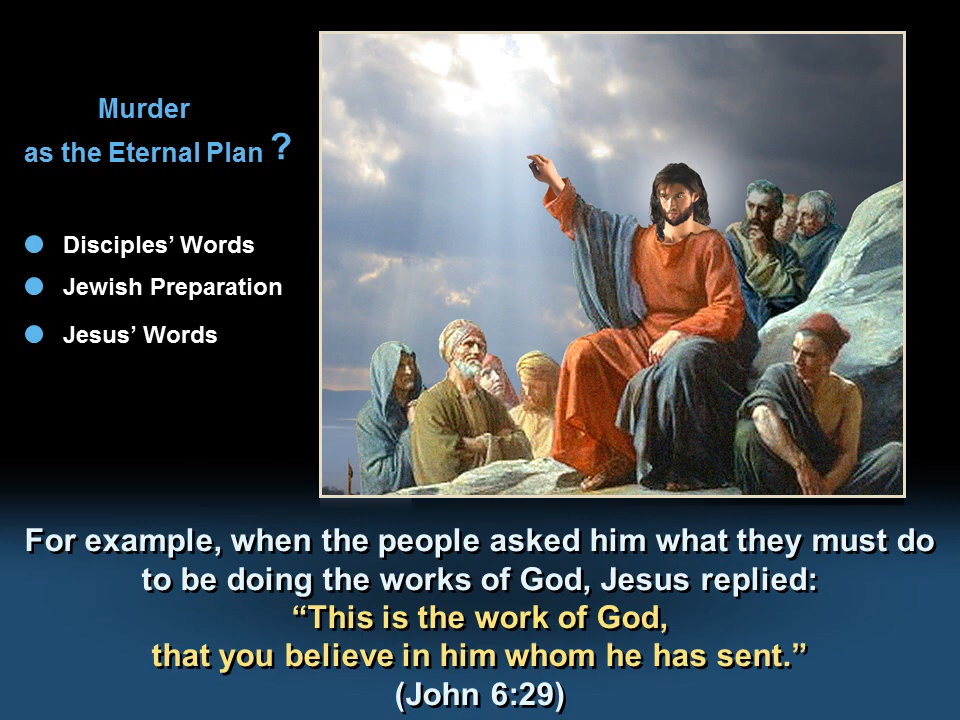 Murder
as the Eternal Plan ?
Disciples’ Words
Jewish Preparation
Jesus’ Words
For example, when the people asked him what they must do
to be doing the works of God, Jesus replied:
“This is the work of God,
that you believe in him whom he has sent.”
(John 6:29)